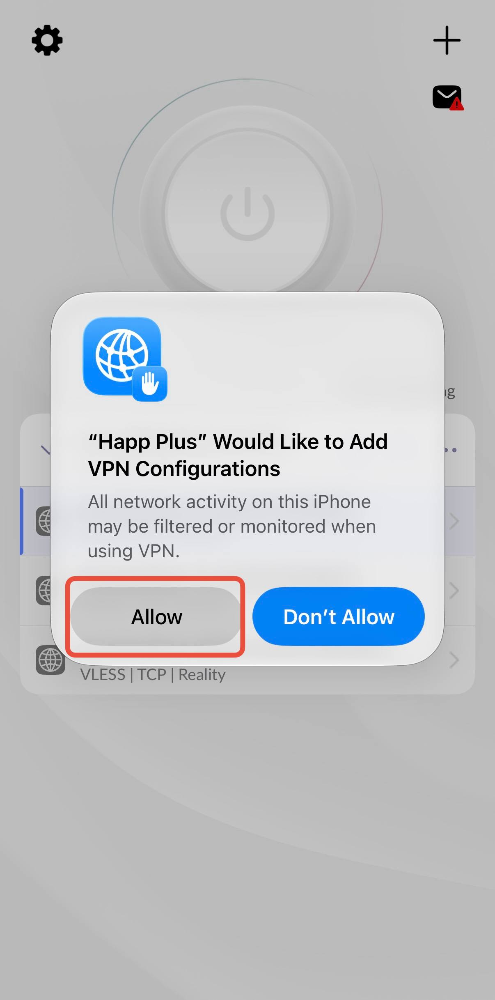 “Happ Plus” Would Like to Add
VPN Configurations
All network activity on this iPhone
may be filtered or monitored when
using VPN.
Allow
Don’t Allow
VLESS | TCP | Reality